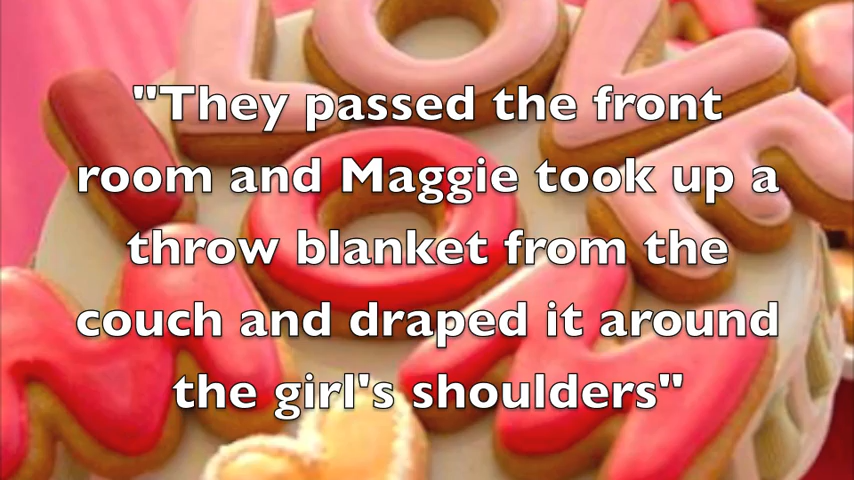 "They passed the front
room and Maggie took up a
throw blanket from the
couch and draped it around
the girl's shoulders"